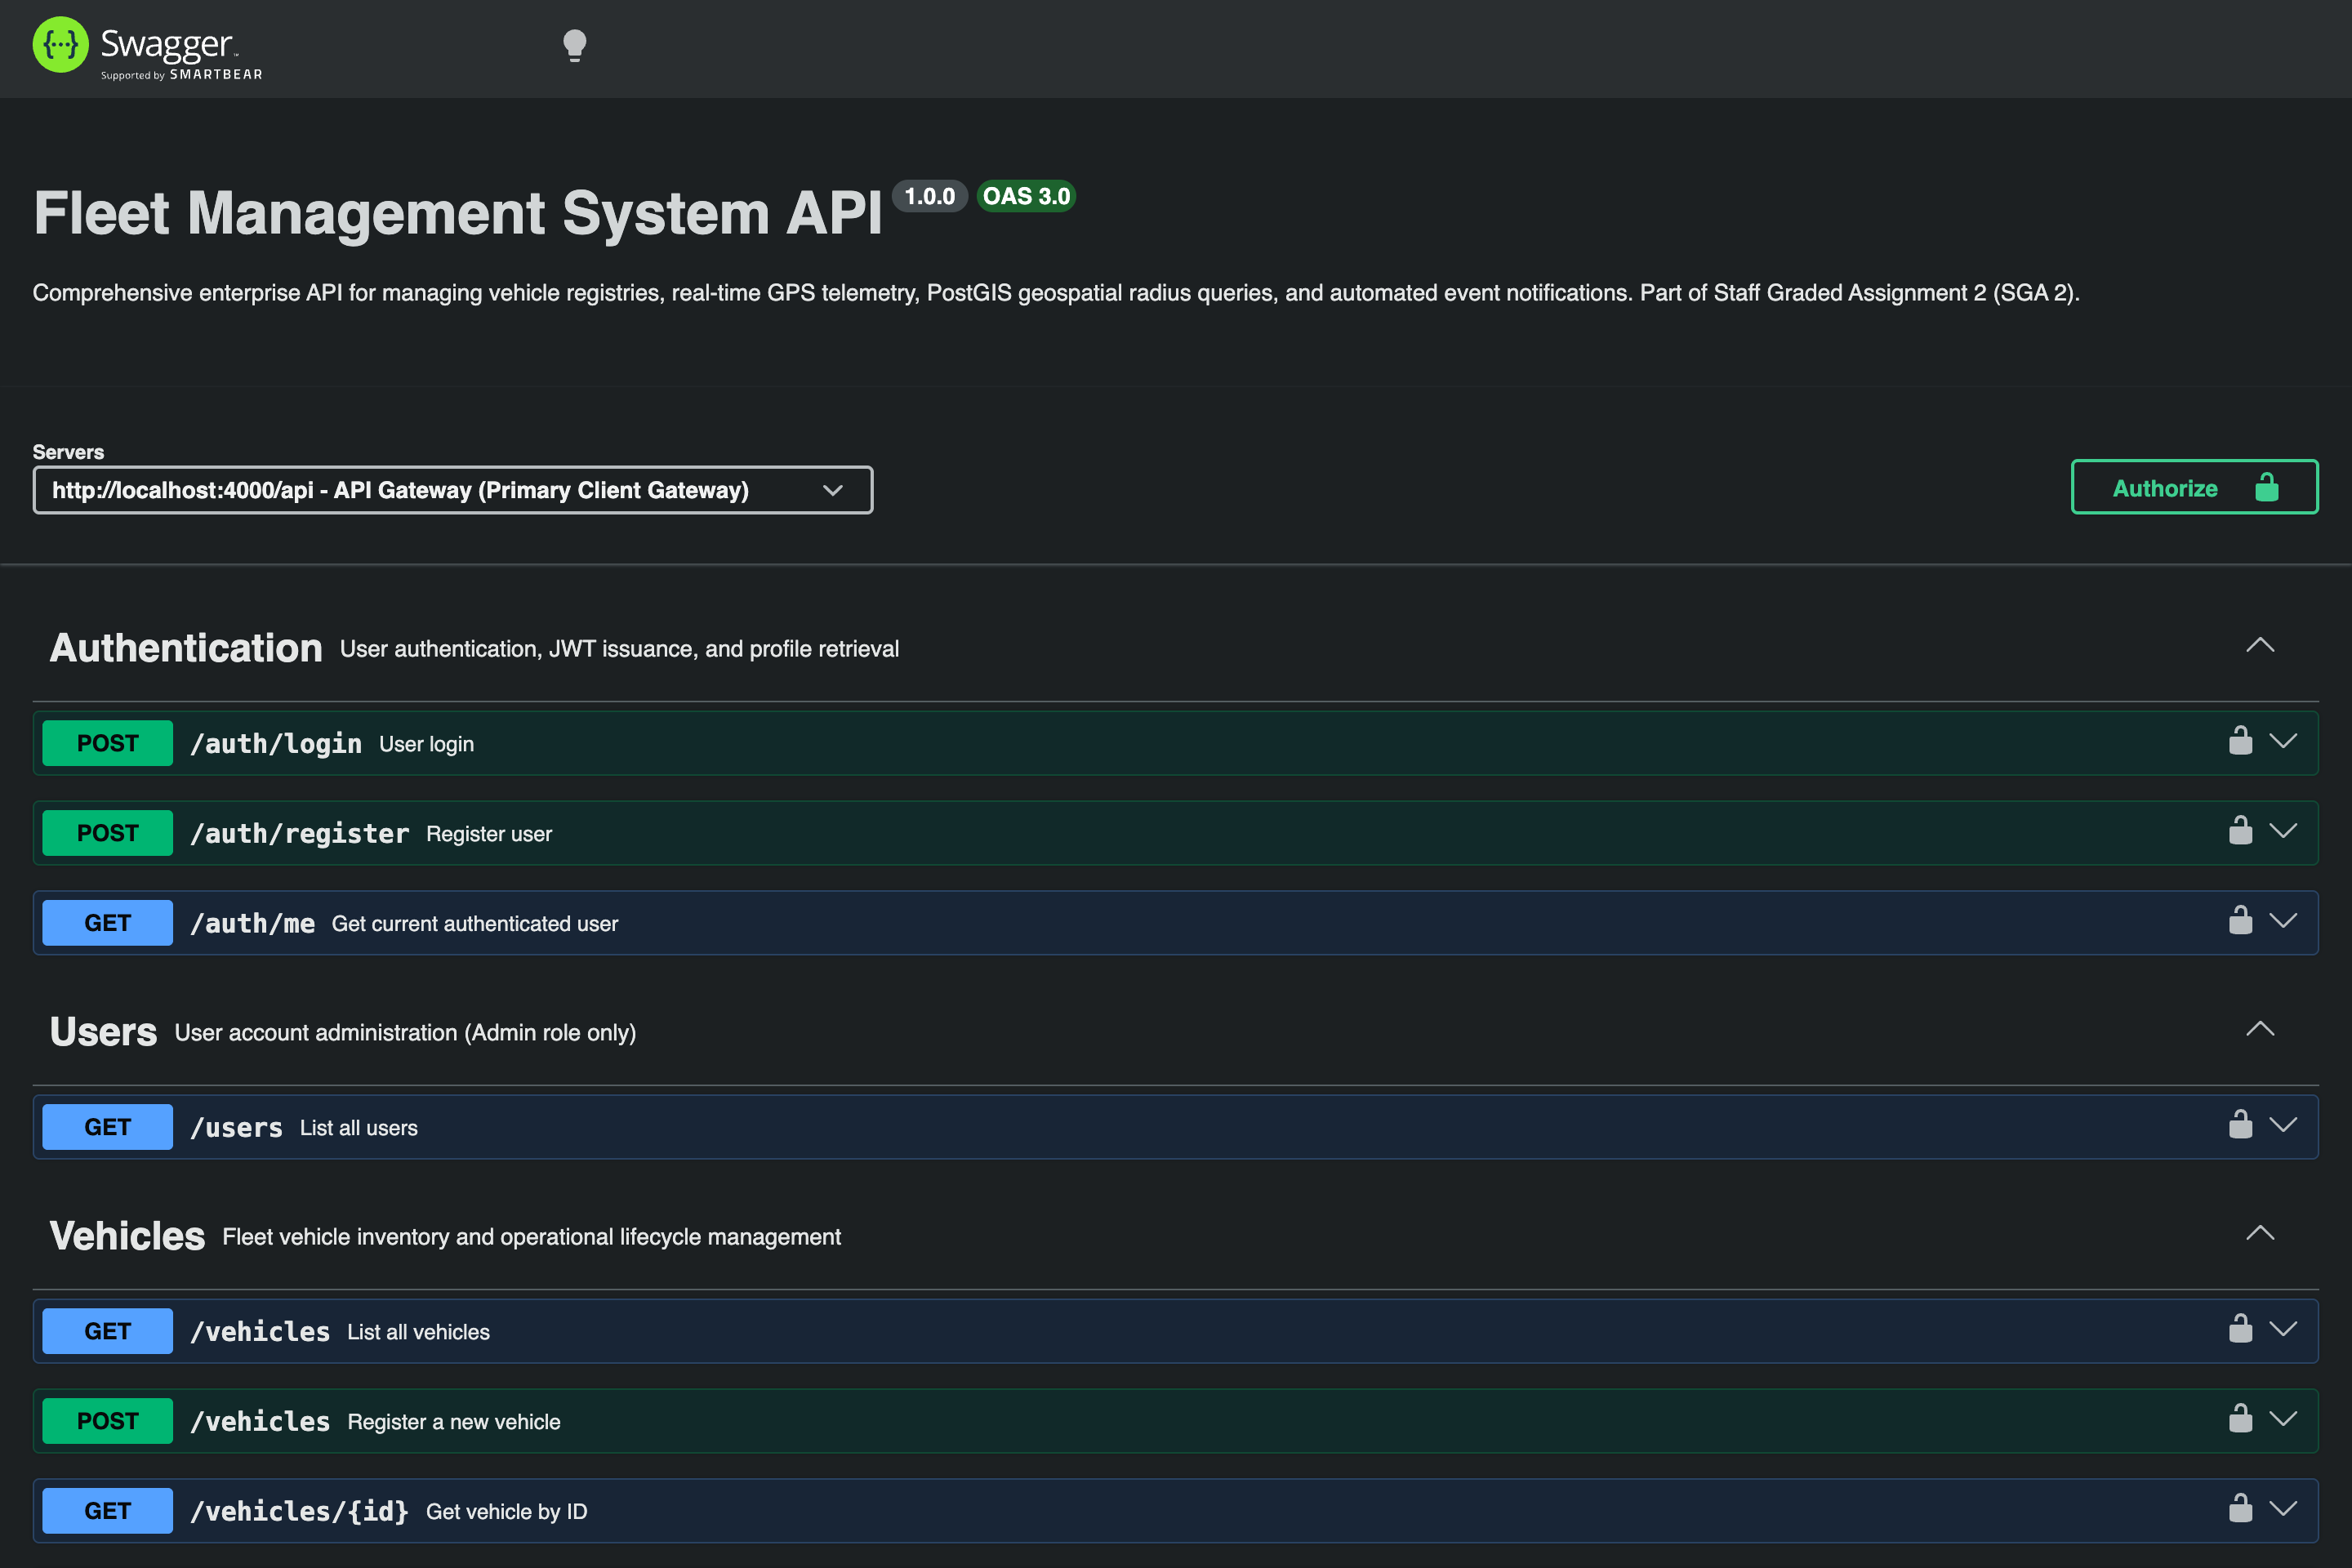 Swagger™
Supported by SMARTBEAR
Fleet Management System API 1.0.0 OAS 3.0
Comprehensive enterprise API for managing vehicle registries, real-time GPS telemetry, PostGIS geospatial radius queries, and automated event notifications. Part of Staff Graded Assignment 2 (SGA 2).
Servers
http://localhost:4000/api - API Gateway (Primary Client Gateway)
Authorize
Authentication User authentication, JWT issuance, and profile retrieval
POST /auth/login User login
POST /auth/register Register user
GET /auth/me Get current authenticated user
Users User account administration (Admin role only)
GET /users List all users
Vehicles Fleet vehicle inventory and operational lifecycle management
GET /vehicles List all vehicles
POST /vehicles Register a new vehicle
GET /vehicles/{id} Get vehicle by ID